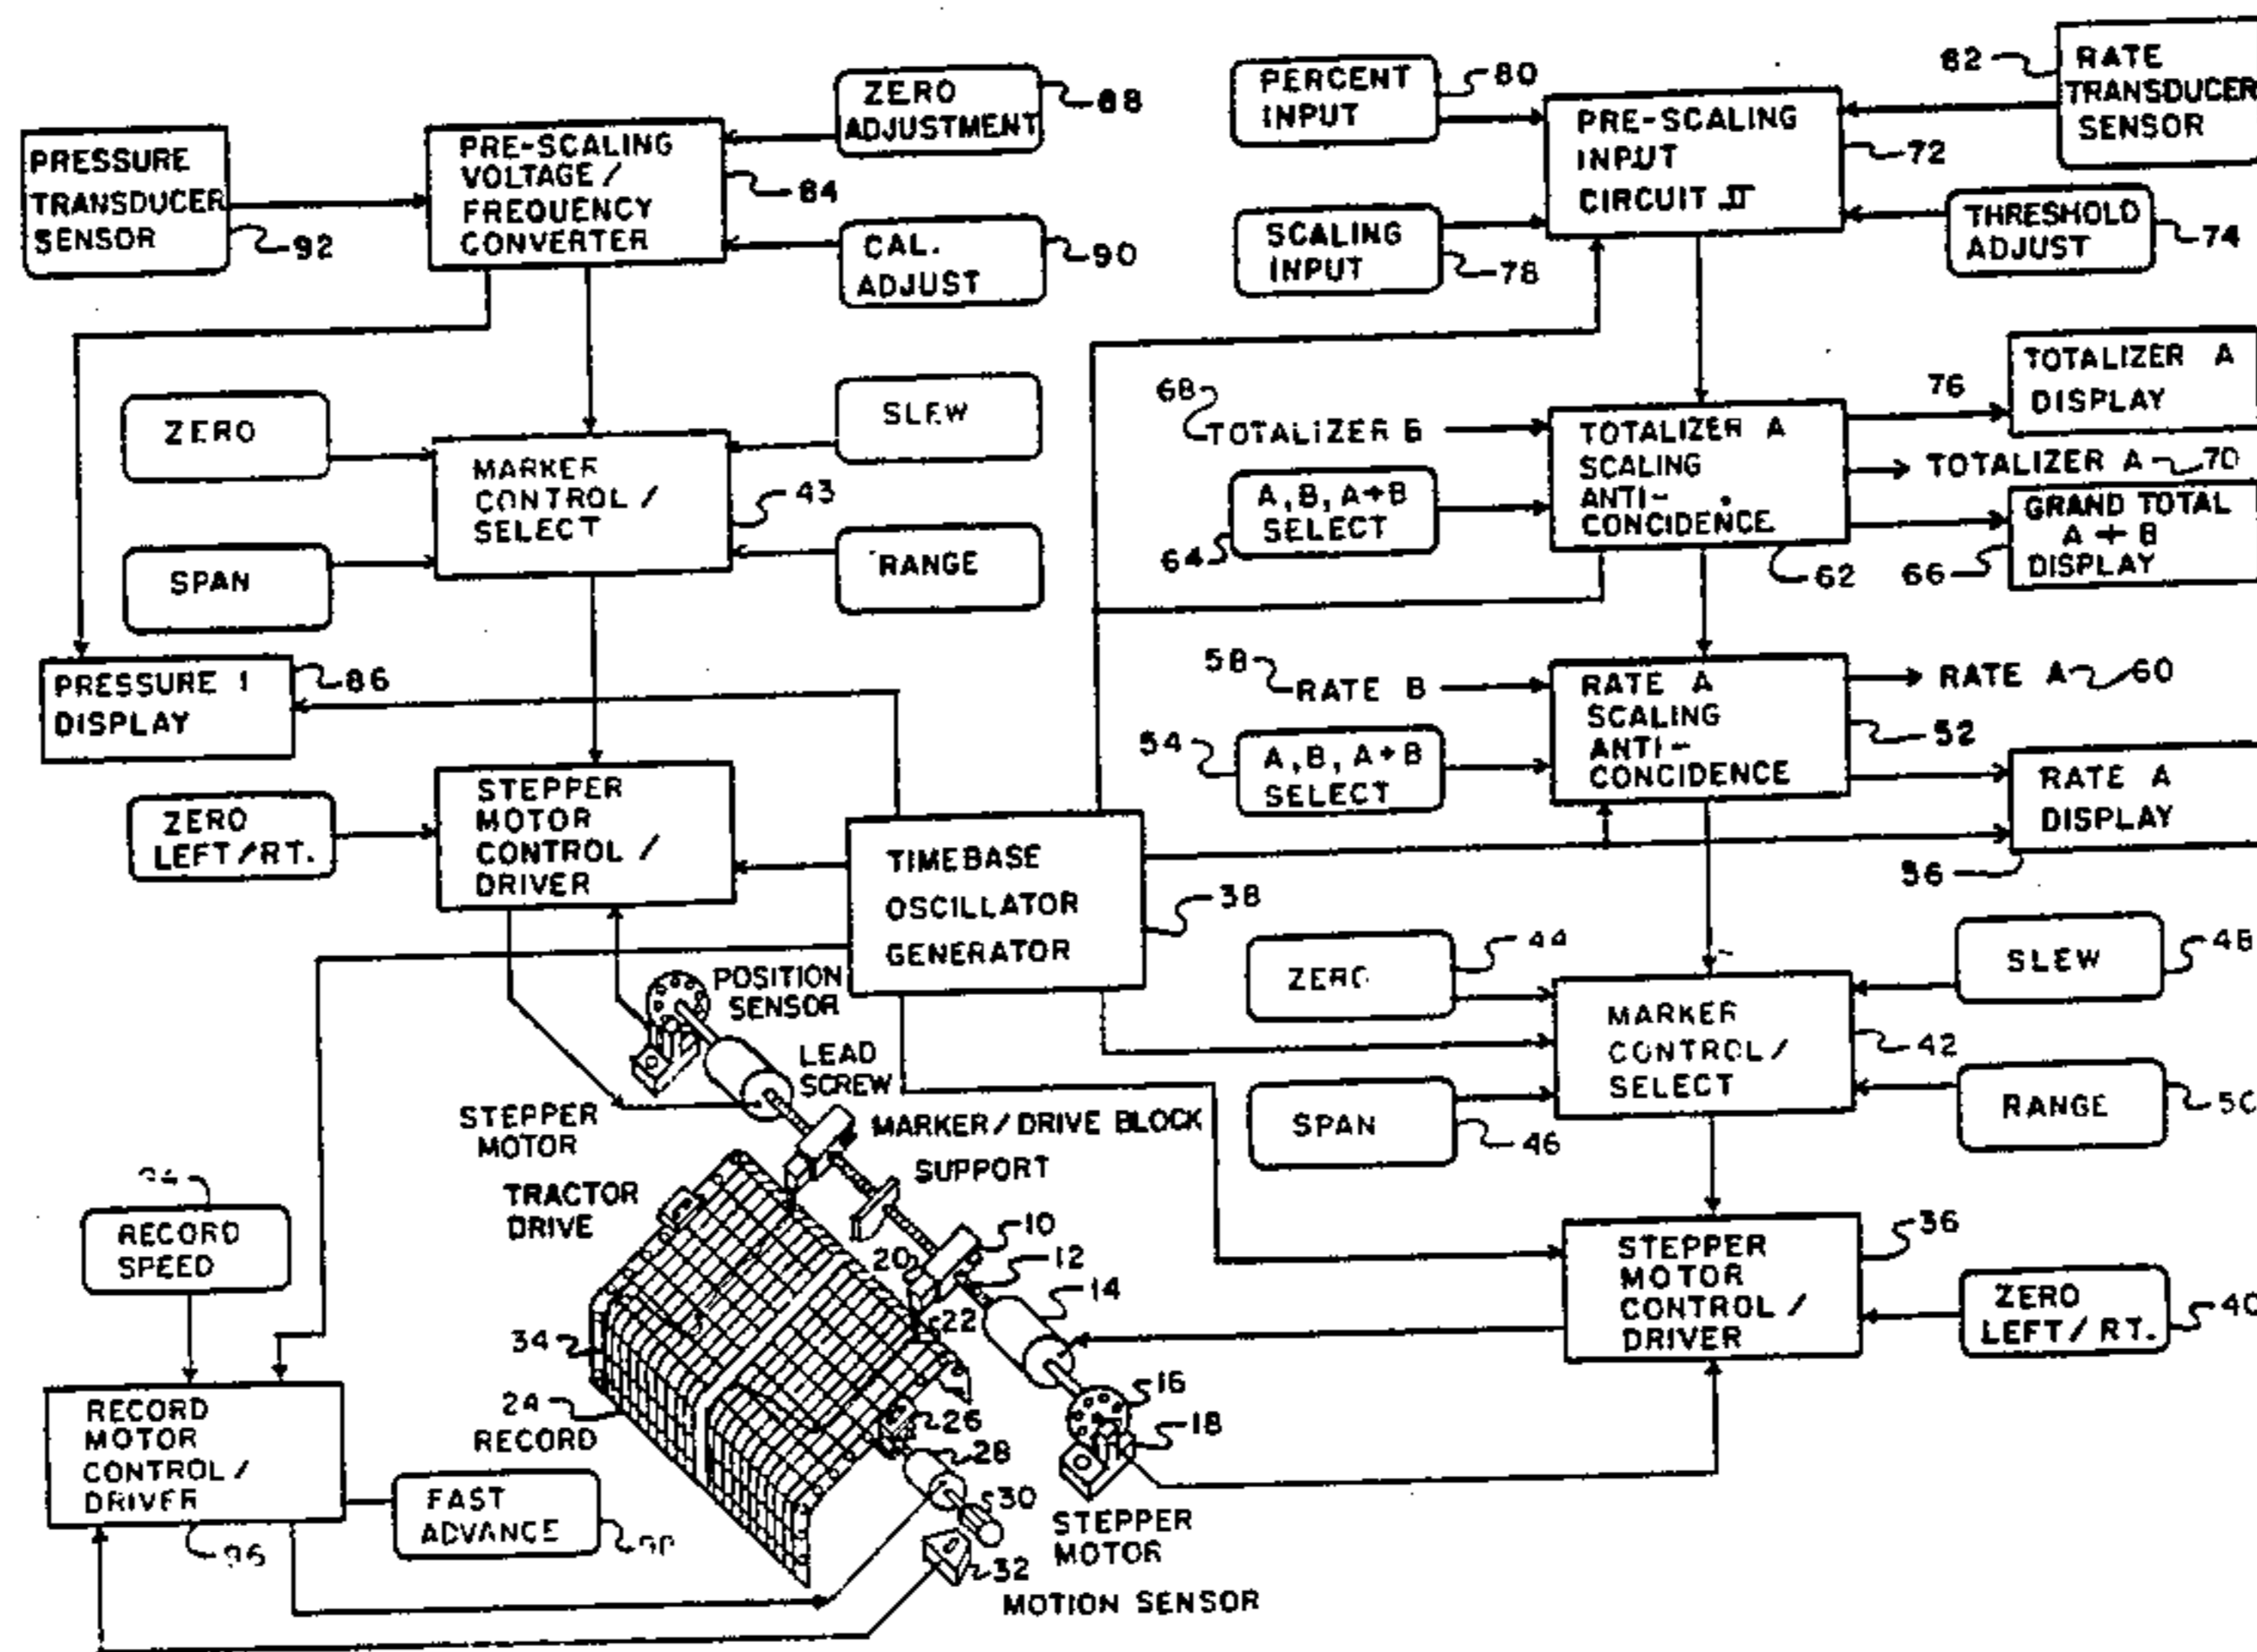 PRESSURE
TRANSDUCER
SENSOR
92
PRE-SCALING
VOLTAGE /
FREQUENCY
CONVERTER
84
ZERO
ADJUSTMENT
88
CAL.
ADJUST
90
PERCENT
INPUT
80
SCALING
INPUT
78
PRE-SCALING
INPUT
CIRCUIT II
72
82
RATE
TRANSDUCER
SENSOR
THRESHOLD
ADJUST
74
ZERO
SPAN
MARKER
CONTROL /
SELECT
43
SLEW
RANGE
68
TOTALIZER B
A, B, A+B
SELECT
64
TOTALIZER A
SCALING
ANTI-
CONCIDENCE
62
76
TOTALIZER A
DISPLAY
TOTALIZER A 70
GRAND TOTAL
A + B
DISPLAY
66
PRESSURE 1
DISPLAY
86
58
RATE B
54
A, B, A+B
SELECT
RATE A
SCALING
ANTI-
CONCIDENCE
52
RATE A 60
RATE A
DISPLAY
56
ZERO
LEFT/RT.
STEPPER
MOTOR
CONTROL /
DRIVER
TIMEBASE
OSCILLATOR
GENERATOR
38
ZERO
44
SPAN
46
MARKER
CONTROL /
SELECT
42
SLEW
48
RANGE
50
POSITION
SENSOR
LEAD
SCREW
STEPPER
MOTOR
MARKER / DRIVE BLOCK
SUPPORT
TRACTOR
DRIVE
10
12
14
20
22
16
18
STEPPER
MOTOR
STEPPER
MOTOR
CONTROL /
DRIVER
36
ZERO
LEFT/RT.
40
RECORD
SPEED
RECORD
MOTOR
CONTROL /
DRIVER
96
FAST
ADVANCE
34
24
RECORD
26
28
30
32
MOTION SENSOR